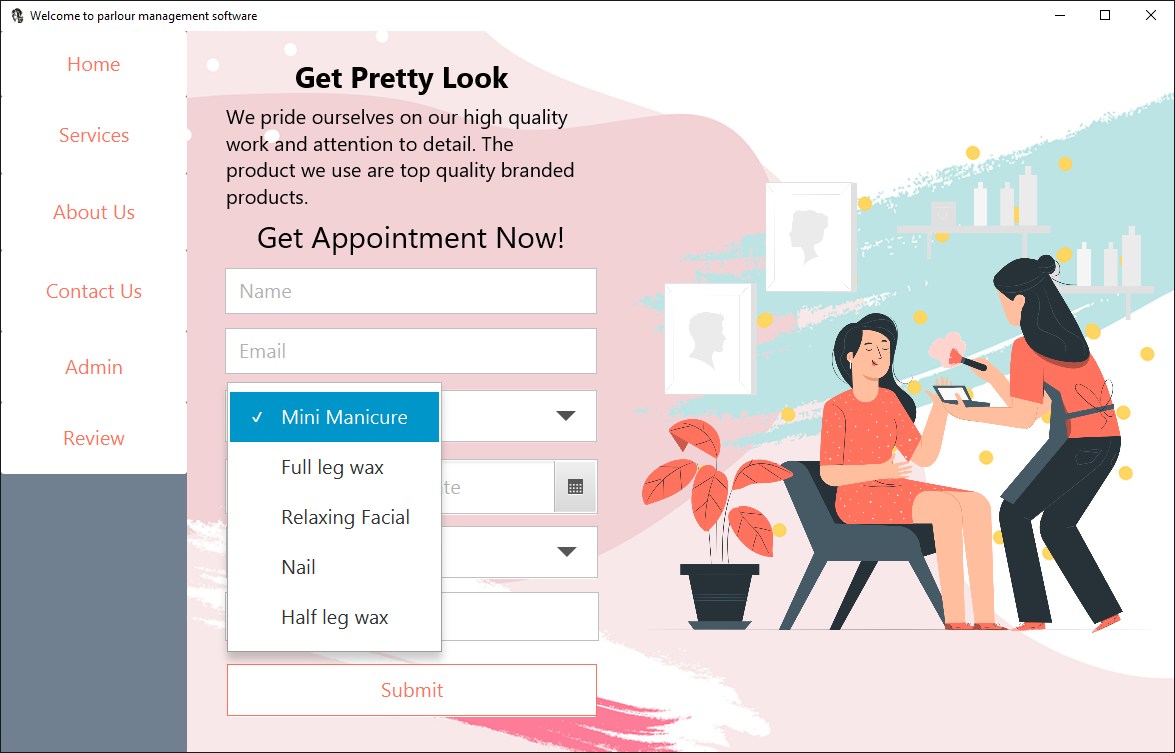 Welcome to parlour management software
Home
Services
About Us
Contact Us
Admin
Review
Get Pretty Look
We pride ourselves on our high quality
work and attention to detail. The
product we use are top quality branded
products.
Get Appointment Now!
Name
Email
✓ Mini Manicure
Full leg wax
Relaxing Facial
Nail
Half leg wax
Submit